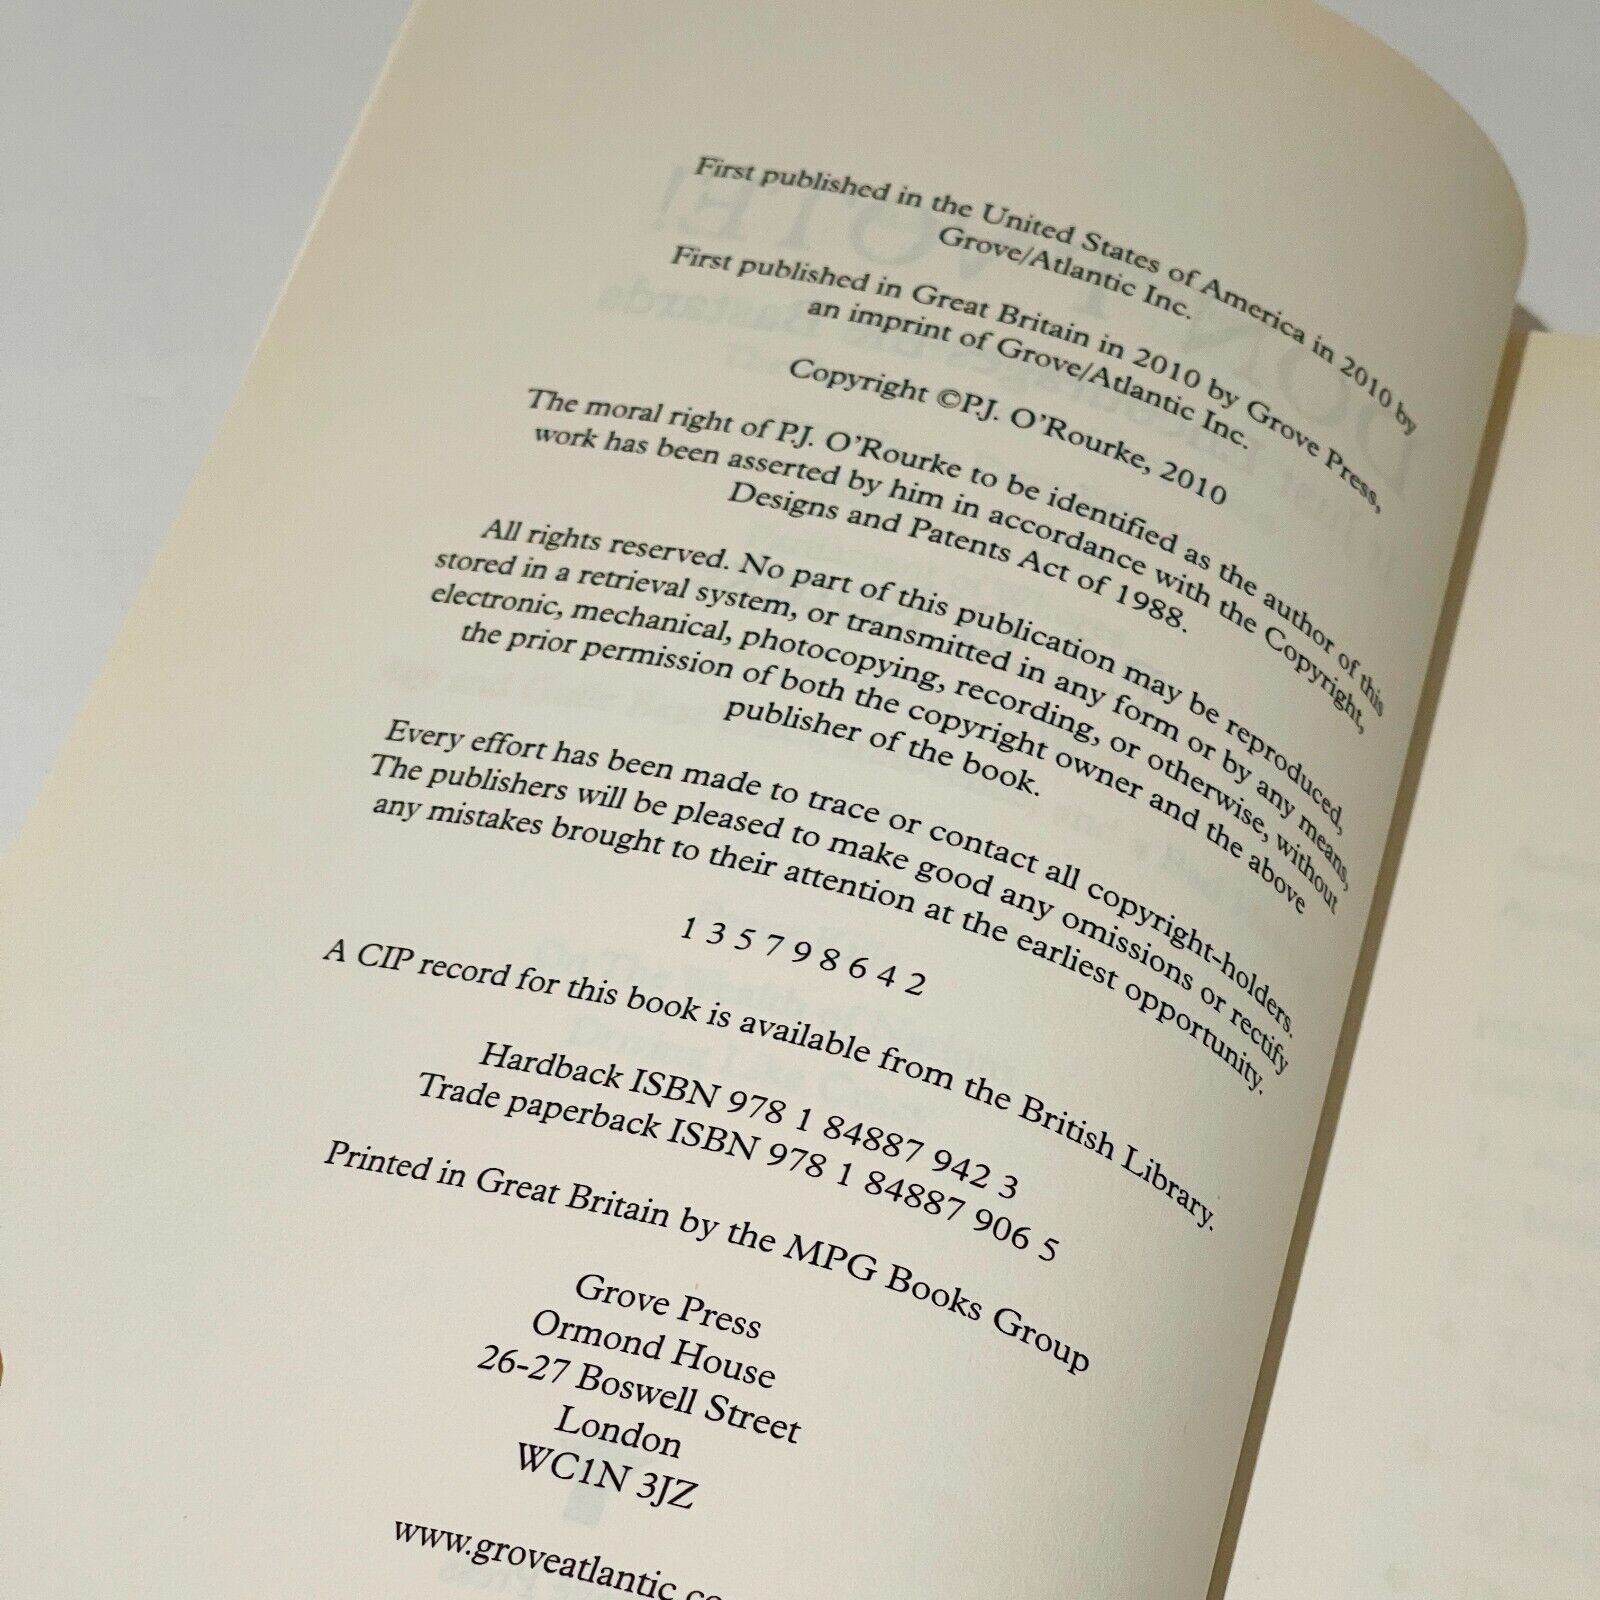 First published in the United States of America in 2010 by
Grove/Atlantic Inc.
First published in Great Britain in 2010 by Grove Press,
an imprint of Grove/Atlantic Inc.
Copyright ©P.J. O'Rourke, 2010
The moral right of P.J. O'Rourke to be identified as the author of this
work has been asserted by him in accordance with the Copyright,
Designs and Patents Act of 1988.
All rights reserved. No part of this publication may be reproduced,
stored in a retrieval system, or transmitted in any form or by any means,
electronic, mechanical, photocopying, recording, or otherwise, without
the prior permission of both the copyright owner and the above
publisher of the book.
Every effort has been made to trace or contact all copyright-holders.
The publishers will be pleased to make good any omissions or rectify
any mistakes brought to their attention at the earliest opportunity.
1 3 5 7 9 8 6 4 2
A CIP record for this book is available from the British Library.
Hardback ISBN 978 1 84887 942 3
Trade paperback ISBN 978 1 84887 906 5
Printed in Great Britain by the MPG Books Group
Grove Press
Ormond House
26-27 Boswell Street
London
WC1N 3JZ
www.groveatlantic.co